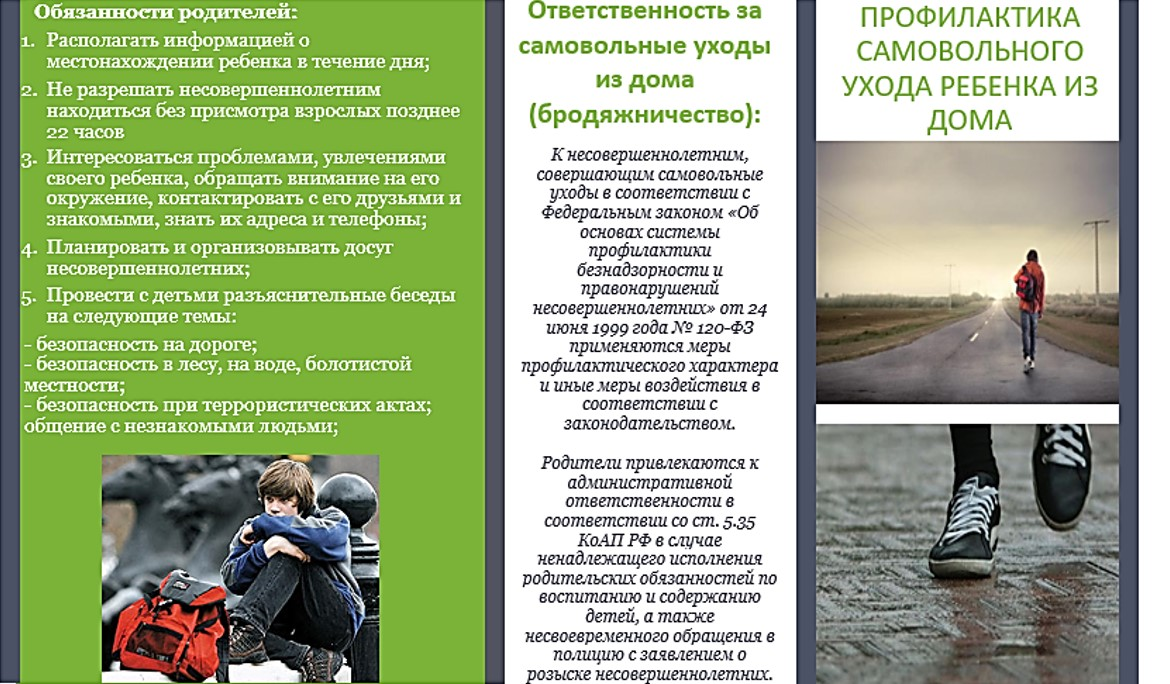 Обязанности родителей:
1. Располагать информацией о
местонахождении ребенка в течение дня;
2. Не разрешать несовершеннолетним
находиться без присмотра взрослых позднее
22 часов
3. Интересоваться проблемами, увлечениями
своего ребенка, обращать внимание на его
окружение, контактировать с его друзьями и
знакомыми, знать их адреса и телефоны;
4. Планировать и организовывать досуг
несовершеннолетних;
5. Провести с детьми разъяснительные беседы
на следующие темы:
- безопасность на дороге;
- безопасность в лесу, на воде, болотистой
местности;
- безопасность при террористических актах;
общение с незнакомыми людьми;
Ответственность за
самовольные уходы
из дома
(бродяжничество):
К несовершеннолетним,
совершающим самовольные
уходы в соответствии с
Федеральным законом «Об
основах системы
профилактики
безнадзорности и
правонарушений
несовершеннолетних» от 24
июня 1999 года № 120-ФЗ
применяются меры
профилактического характера
и иные меры воздействия в
соответствии с
законодательством.
Родители привлекаются к
административной
ответственности в
соответствии со ст. 5.35
КоАП РФ в случае
ненадлежащего исполнения
родительских обязанностей по
воспитанию и содержанию
детей, а также
несвоевременного обращения в
полицию с заявлением о
розыске несовершеннолетних.
ПРОФИЛАКТИКА
САМОВОЛЬНОГО
УХОДА РЕБЕНКА ИЗ
ДОМА